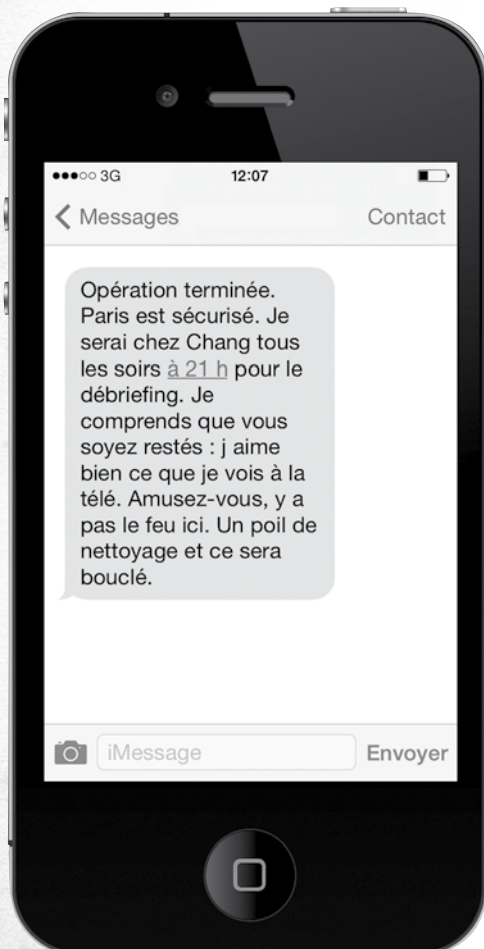 ●●●○○ 3G 12:07
Messages Contact
Opération terminée.
Paris est sécurisé. Je
serai chez Chang tous
les soirs à 21 h pour le
débriefing. Je
comprends que vous
soyez restés : j aime
bien ce que je vois à la
télé. Amusez-vous, y a
pas le feu ici. Un poil de
nettoyage et ce sera
bouclé.
iMessage Envoyer